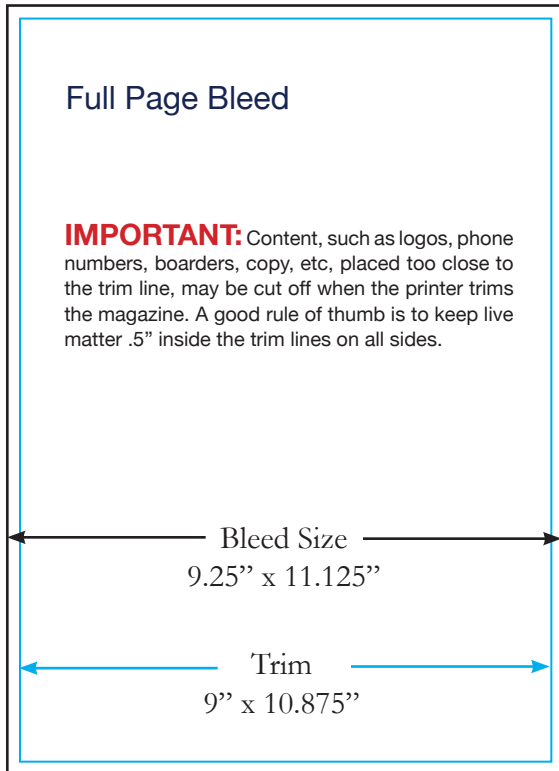 Full Page Bleed
IMPORTANT: Content, such as logos, phone
numbers, boarders, copy, etc, placed too close to
the trim line, may be cut off when the printer trims
the magazine. A good rule of thumb is to keep live
matter .5” inside the trim lines on all sides.
Bleed Size
9.25” x 11.125”
Trim
9” x 10.875”